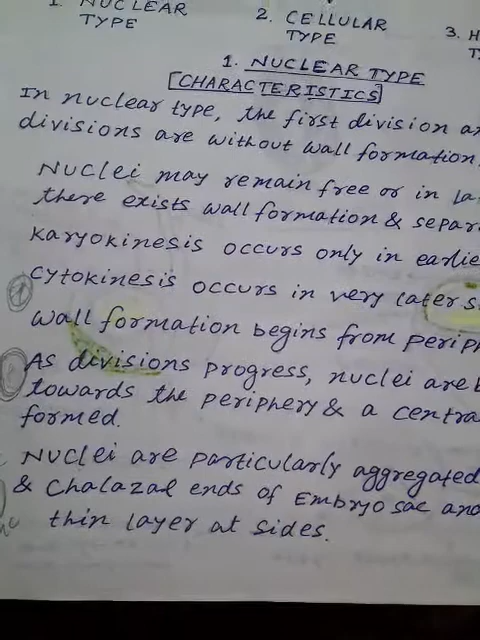 1. NUCLEAR TYPE
2. CELLULAR TYPE
3. H
1. NUCLEAR TYPE
[CHARACTERISTICS]
In nuclear type, the first division a
divisions are without wall formation.
Nuclei may remain free or in la
there exists wall formation & separ
Karyokinesis occurs only in earlie
Cytokinesis occurs in very later s
Wall formation begins from periph
As divisions progress, nuclei are
towards the periphery & a centra
formed.
Nuclei are particularly aggregated
& Chalazal ends of Embryo sac and
thin layer at sides.